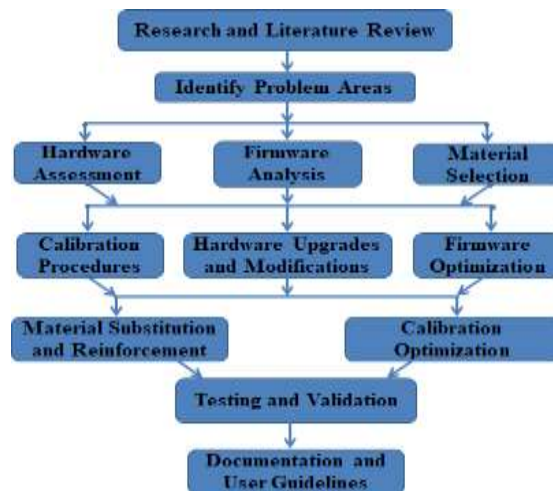 Research and Literature Review
Identify Problem Areas
Hardware
Assessment
Firmware
Analysis
Material
Selection
Calibration
Procedures
Hardware Upgrades
and Modifications
Firmware
Optimization
Material Substitution
and Reinforcement
Calibration
Optimization
Testing and Validation
Documentation and
User Guidelines